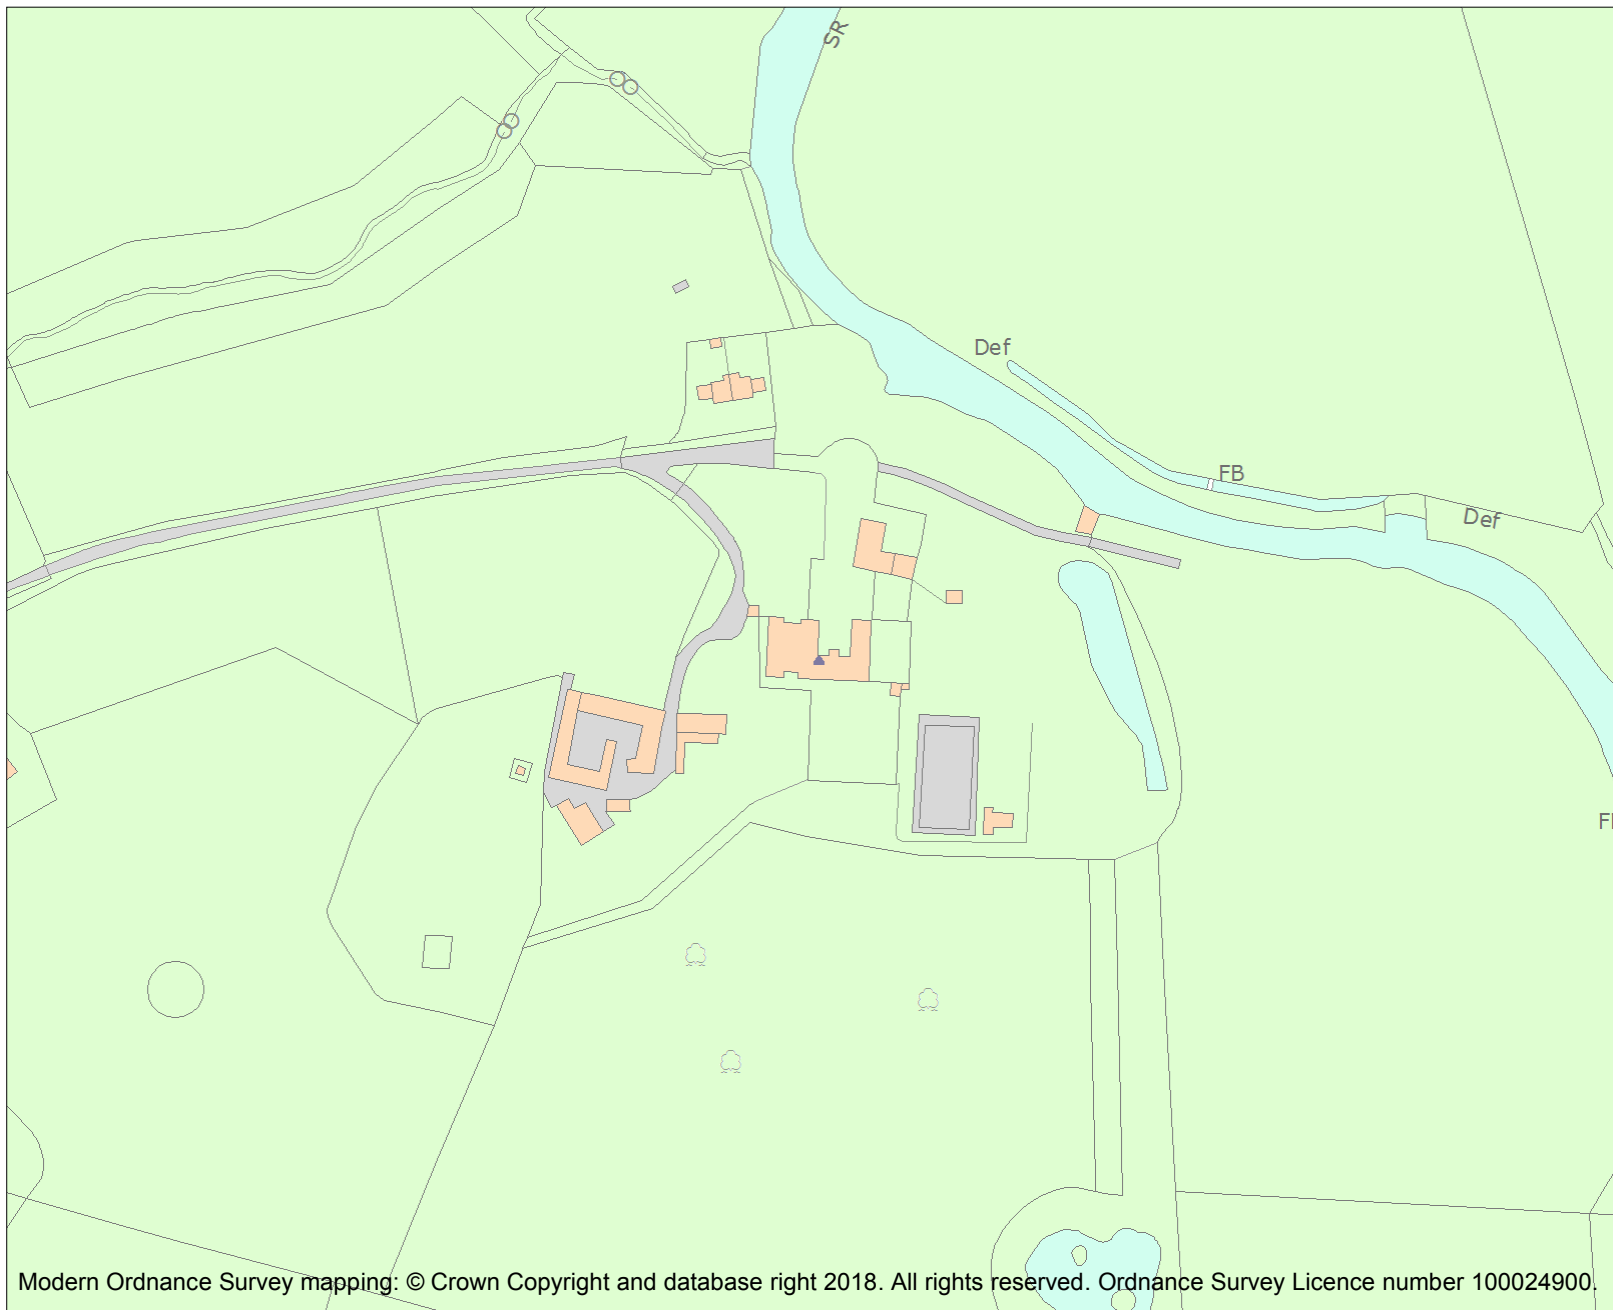 SR
Def
FB
Def
Modern Ordnance Survey mapping: © Crown Copyright and database right 2018. All rights reserved. Ordnance Survey Licence number 100024900.